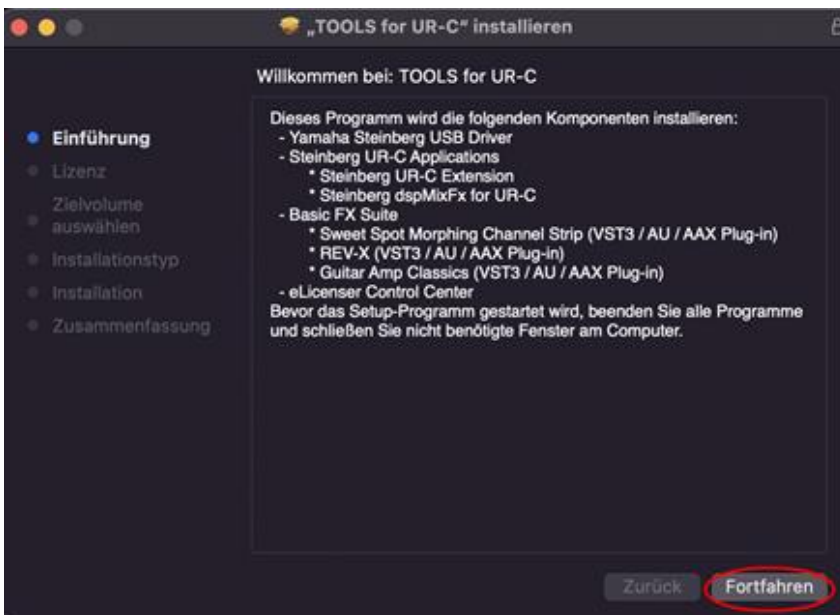 „TOOLS for UR-C“ installieren
Willkommen bei: TOOLS for UR-C
Einführung
Lizenz
Zielvolume
auswählen
Installationstyp
Installation
Zusammenfassung
Dieses Programm wird die folgenden Komponenten installieren:
- Yamaha Steinberg USB Driver
- Steinberg UR-C Applications
* Steinberg UR-C Extension
* Steinberg dspMixFx for UR-C
- Basic FX Suite
* Sweet Spot Morphing Channel Strip (VST3 / AU / AAX Plug-in)
* REV-X (VST3 / AU / AAX Plug-in)
* Guitar Amp Classics (VST3 / AU / AAX Plug-in)
- eLicenser Control Center
Bevor das Setup-Programm gestartet wird, beenden Sie alle Programme
und schließen Sie nicht benötigte Fenster am Computer.
Zurück
Fortfahren